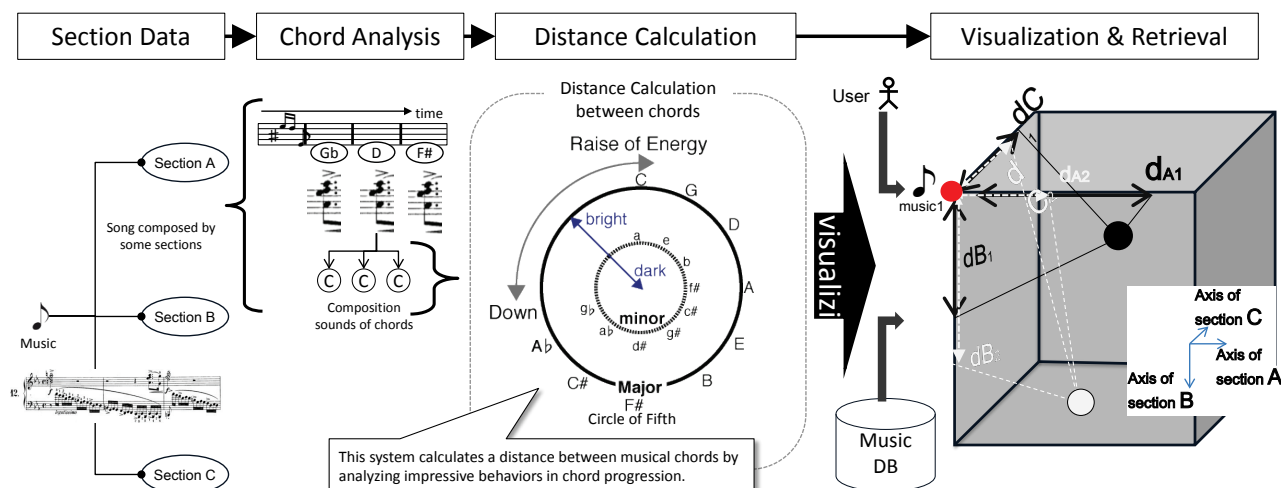 Section Data
Chord Analysis
Distance Calculation
Visualization & Retrieval
Section A
Song composed by
some sections
Section B
Music
12.
Section C
time
Gb
D
F#
C
C
C
Composition
sounds of chords
Distance Calculation
between chords
Raise of Energy
Down
bright
dark
minor
Major
C
G
D
A
E
B
F#
C#
A♭
a
e
b
f#
c#
g#
d#
a♭
g♭
Circle of Fifth
This system calculates a distance between musical chords by
analyzing impressive behaviors in chord progression.
visualizi
User
music1
Music
DB
dC
dA2
dA1
dB1
Axis of
section C
Axis of
section A
Axis of
section B